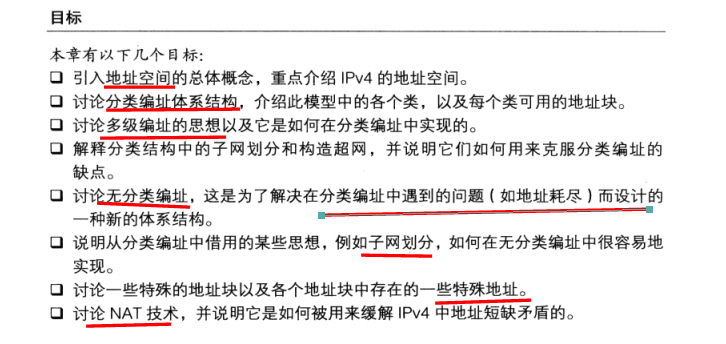 目标
本章有以下几个目标：
❑ 引入地址空间的总体概念，重点介绍 IPv4 的地址空间。
❑ 讨论分类编址体系结构，介绍此模型中的各个类，以及每个类可用的地址块。
❑ 讨论多级编址的思想以及它是如何在分类编址中实现的。
❑ 解释分类结构中的子网划分和构造超网，并说明它们如何用来克服分类编址的
缺点。
❑ 讨论无分类编址，这是为了解决在分类编址中遇到的问题（如地址耗尽）而设计的
一种新的体系结构。
❑ 说明从分类编址中借用的某些思想，例如子网划分，如何在无分类编址中很容易地
实现。
❑ 讨论一些特殊的地址块以及各个地址块中存在的一些特殊地址。
❑ 讨论 NAT 技术，并说明它是如何被用来缓解 IPv4 中地址短缺矛盾的。